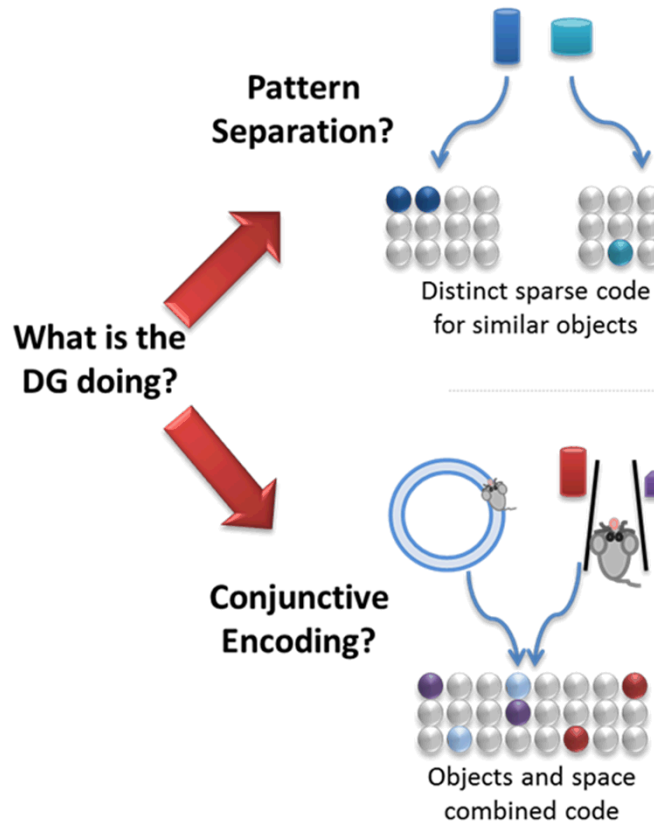 Pattern
Separation?
Distinct sparse code
for similar objects
What is the
DG doing?
Conjunctive
Encoding?
Objects and space
combined code